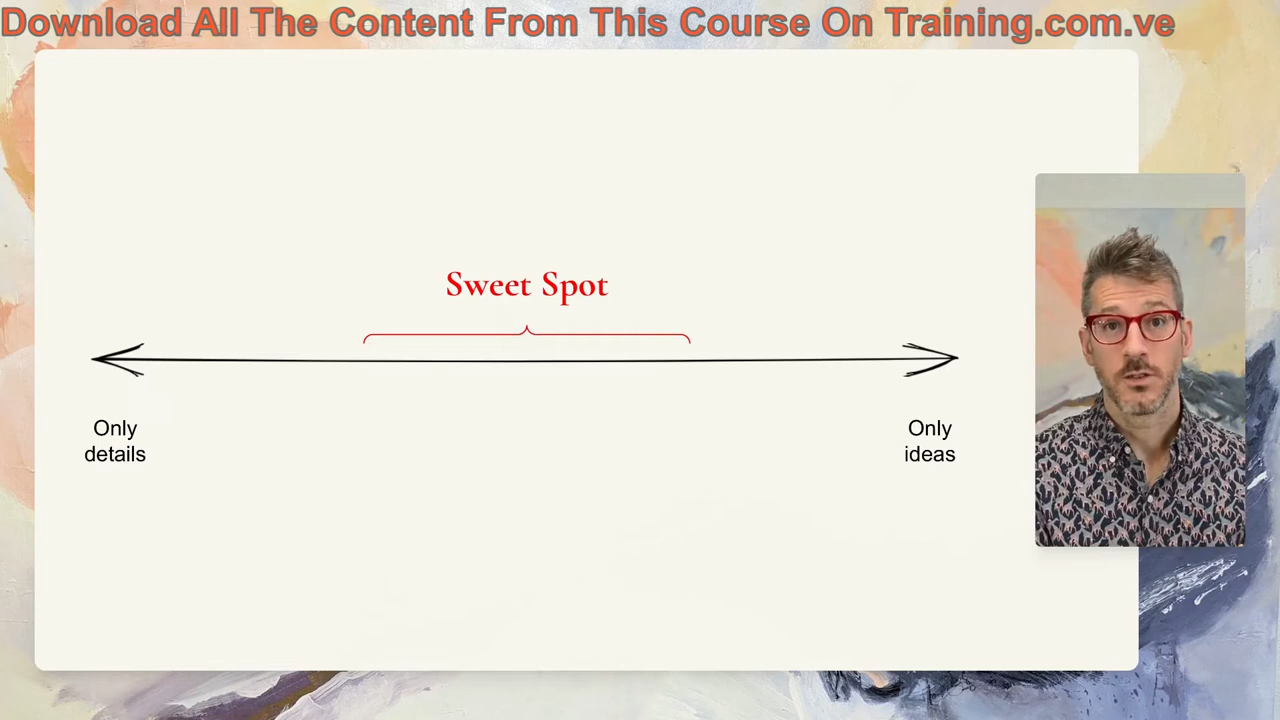 Download All The Content From This Course On Training.com.ve
Sweet Spot
Only
details
Only
ideas